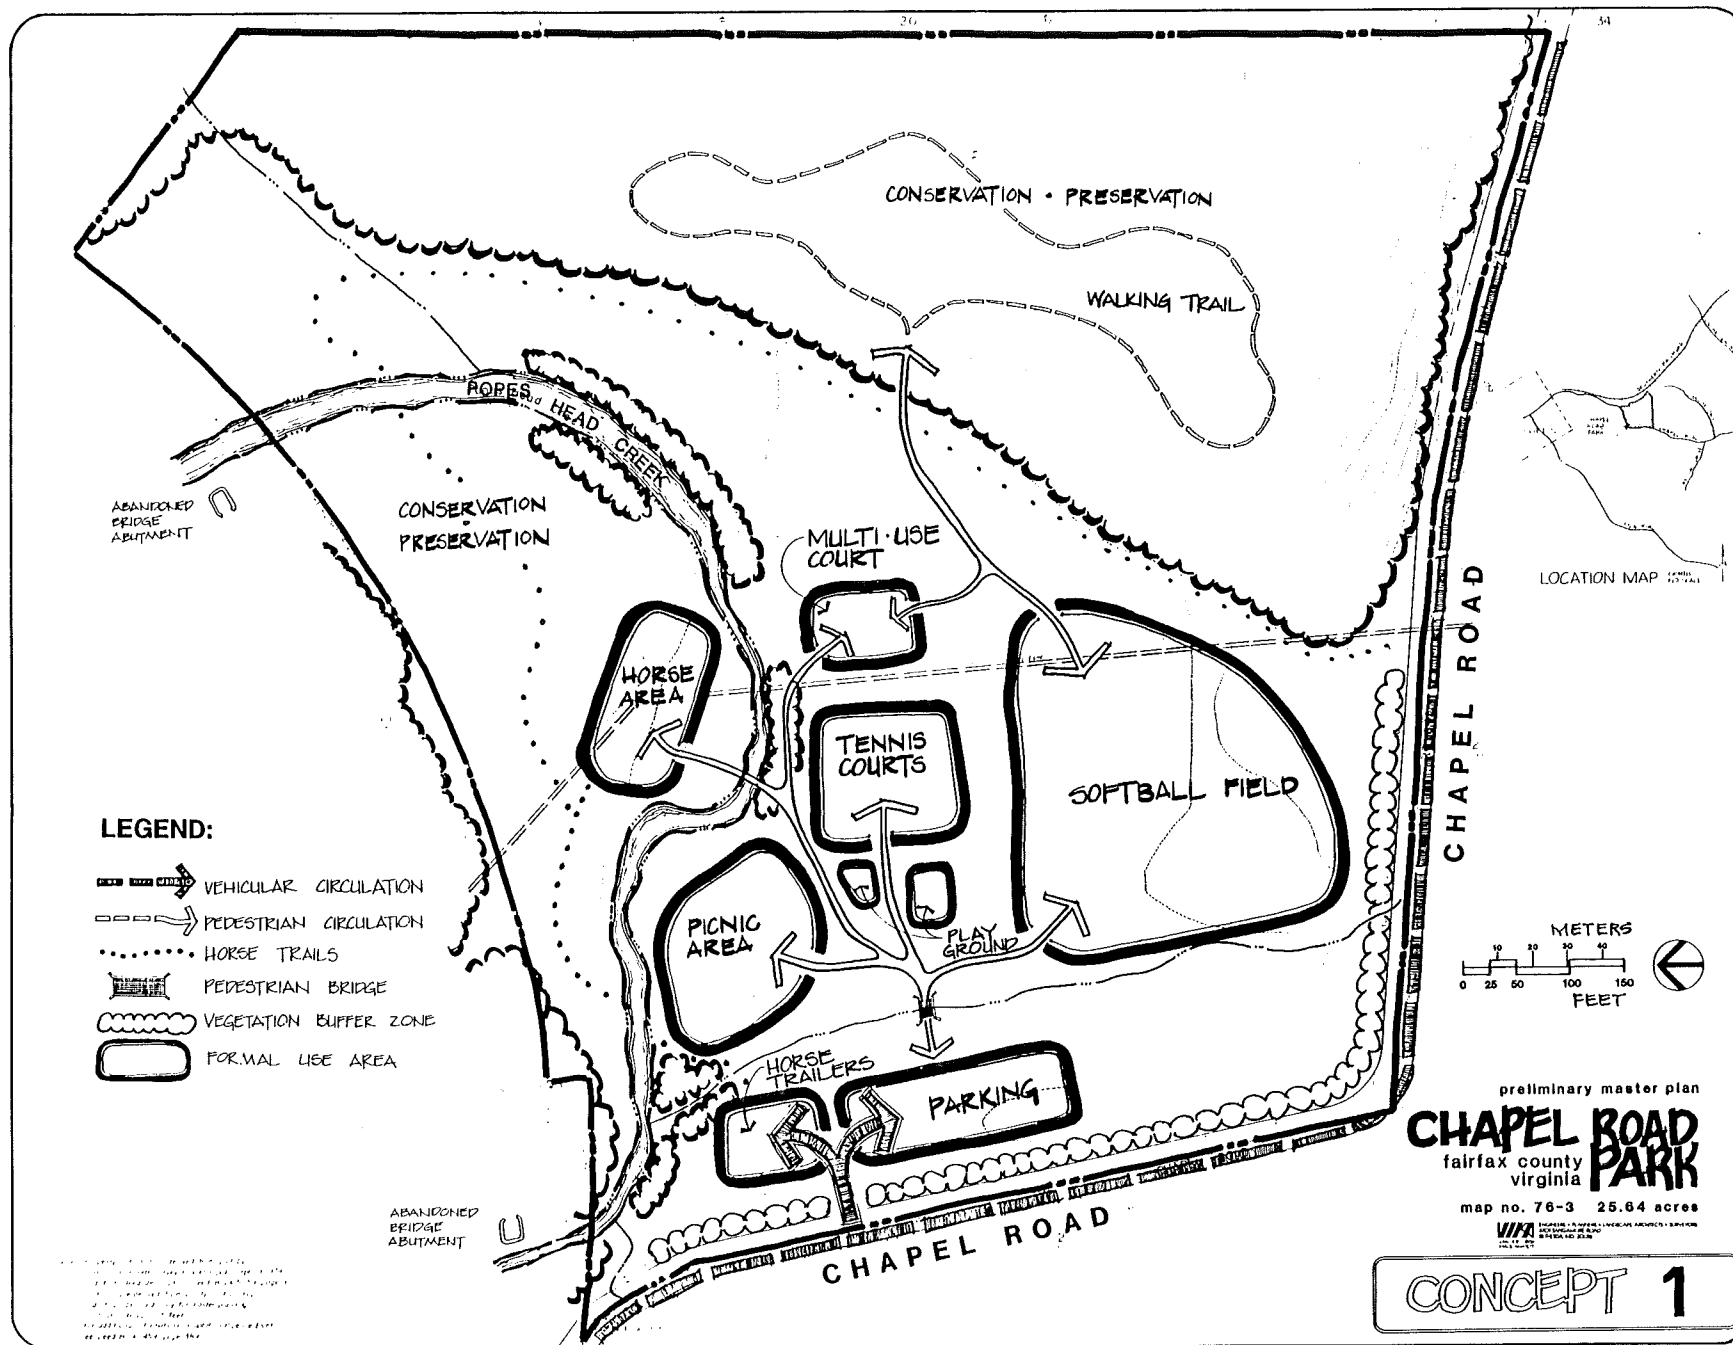 34
CONSERVATION · PRESERVATION
WALKING TRAIL
ROPES HEAD CREEK
ABANDONED
BRIDGE
ABUTMENT
CONSERVATION
PRESERVATION
MULTI·USE
COURT
LOCATION MAP
HORSE
AREA
TENNIS
COURTS
SOFTBALL FIELD
CHAPEL ROAD
LEGEND:
VEHICULAR CIRCULATION
PEDESTRIAN CIRCULATION
HORSE TRAILS
PEDESTRIAN BRIDGE
VEGETATION BUFFER ZONE
FORMAL USE AREA
PICNIC
AREA
PLAY
GROUND
METERS
10 20 30 40
0 25 50 100 150
FEET
HORSE
TRAILERS
PARKING
ABANDONED
BRIDGE
ABUTMENT
CHAPEL ROAD
preliminary master plan
CHAPEL ROAD
PARK
fairfax county
virginia
map no. 76-3 25.64 acres
VIKA
CONCEPT 1